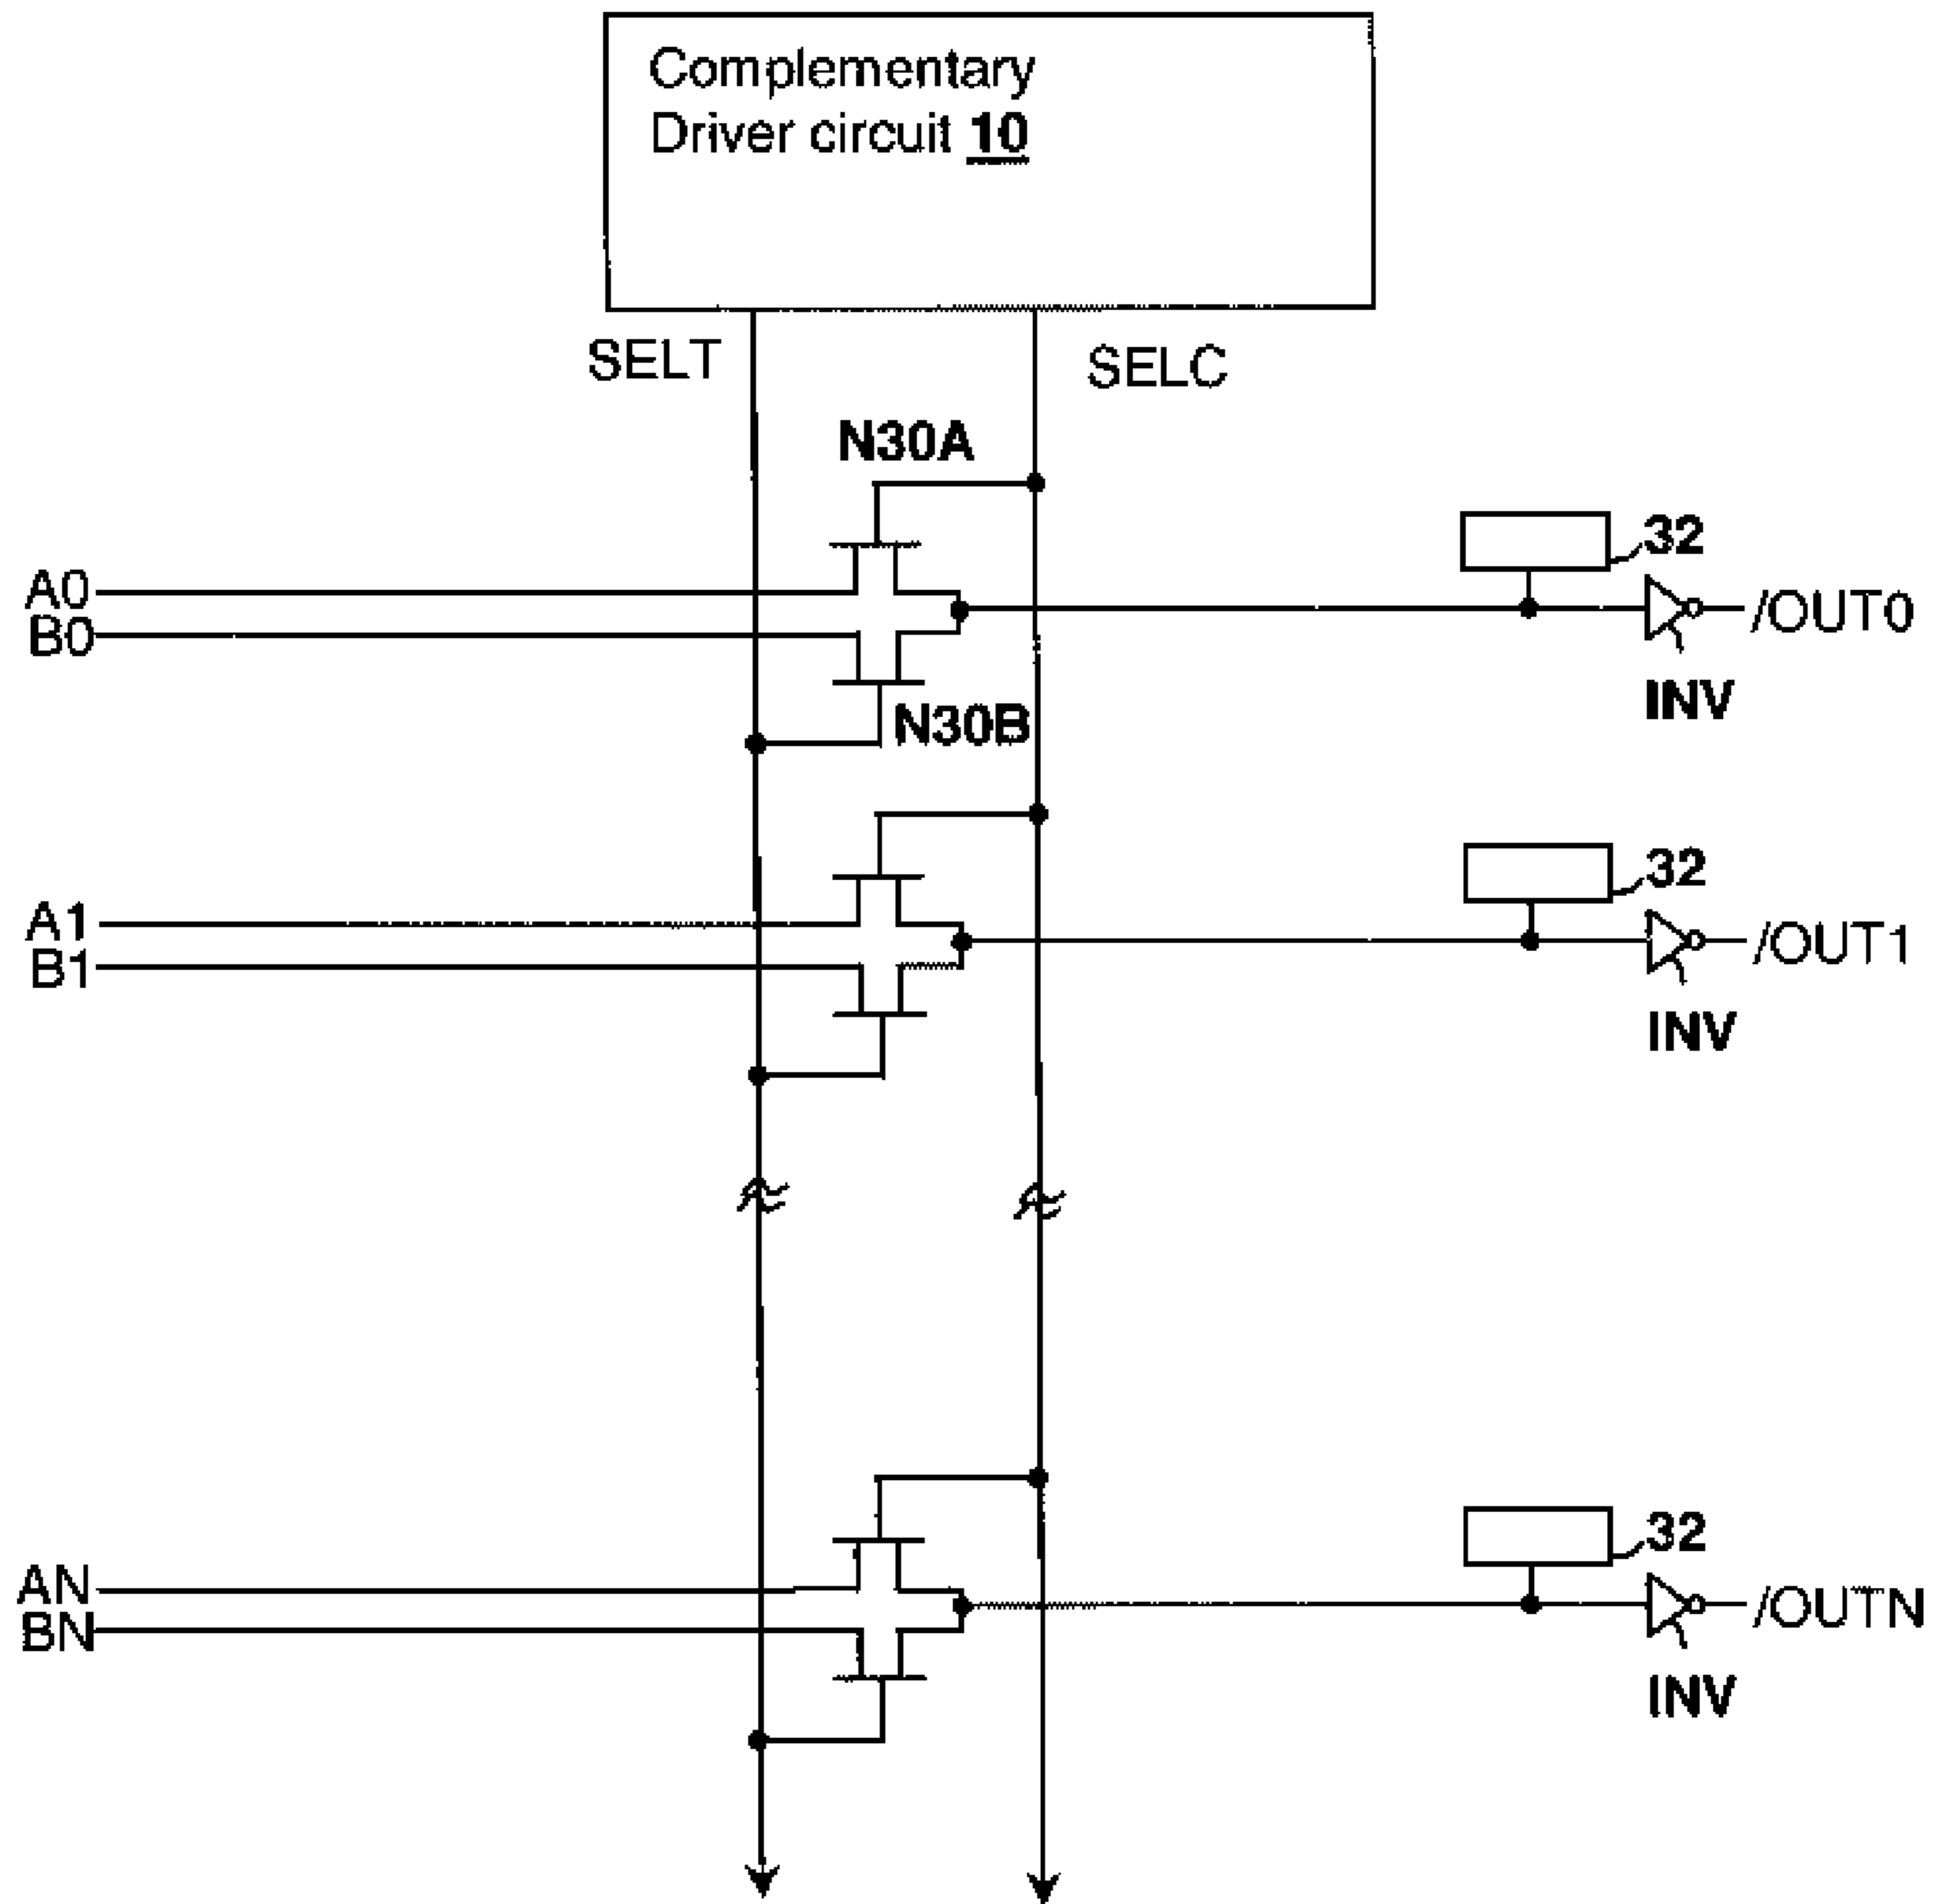 Complementary
Driver circuit 10
SELT
SELC
N30A
32
A0
/OUT0
B0
INV
N30B
32
A1
/OUT1
B1
INV
32
AN
/OUTN
BN
INV